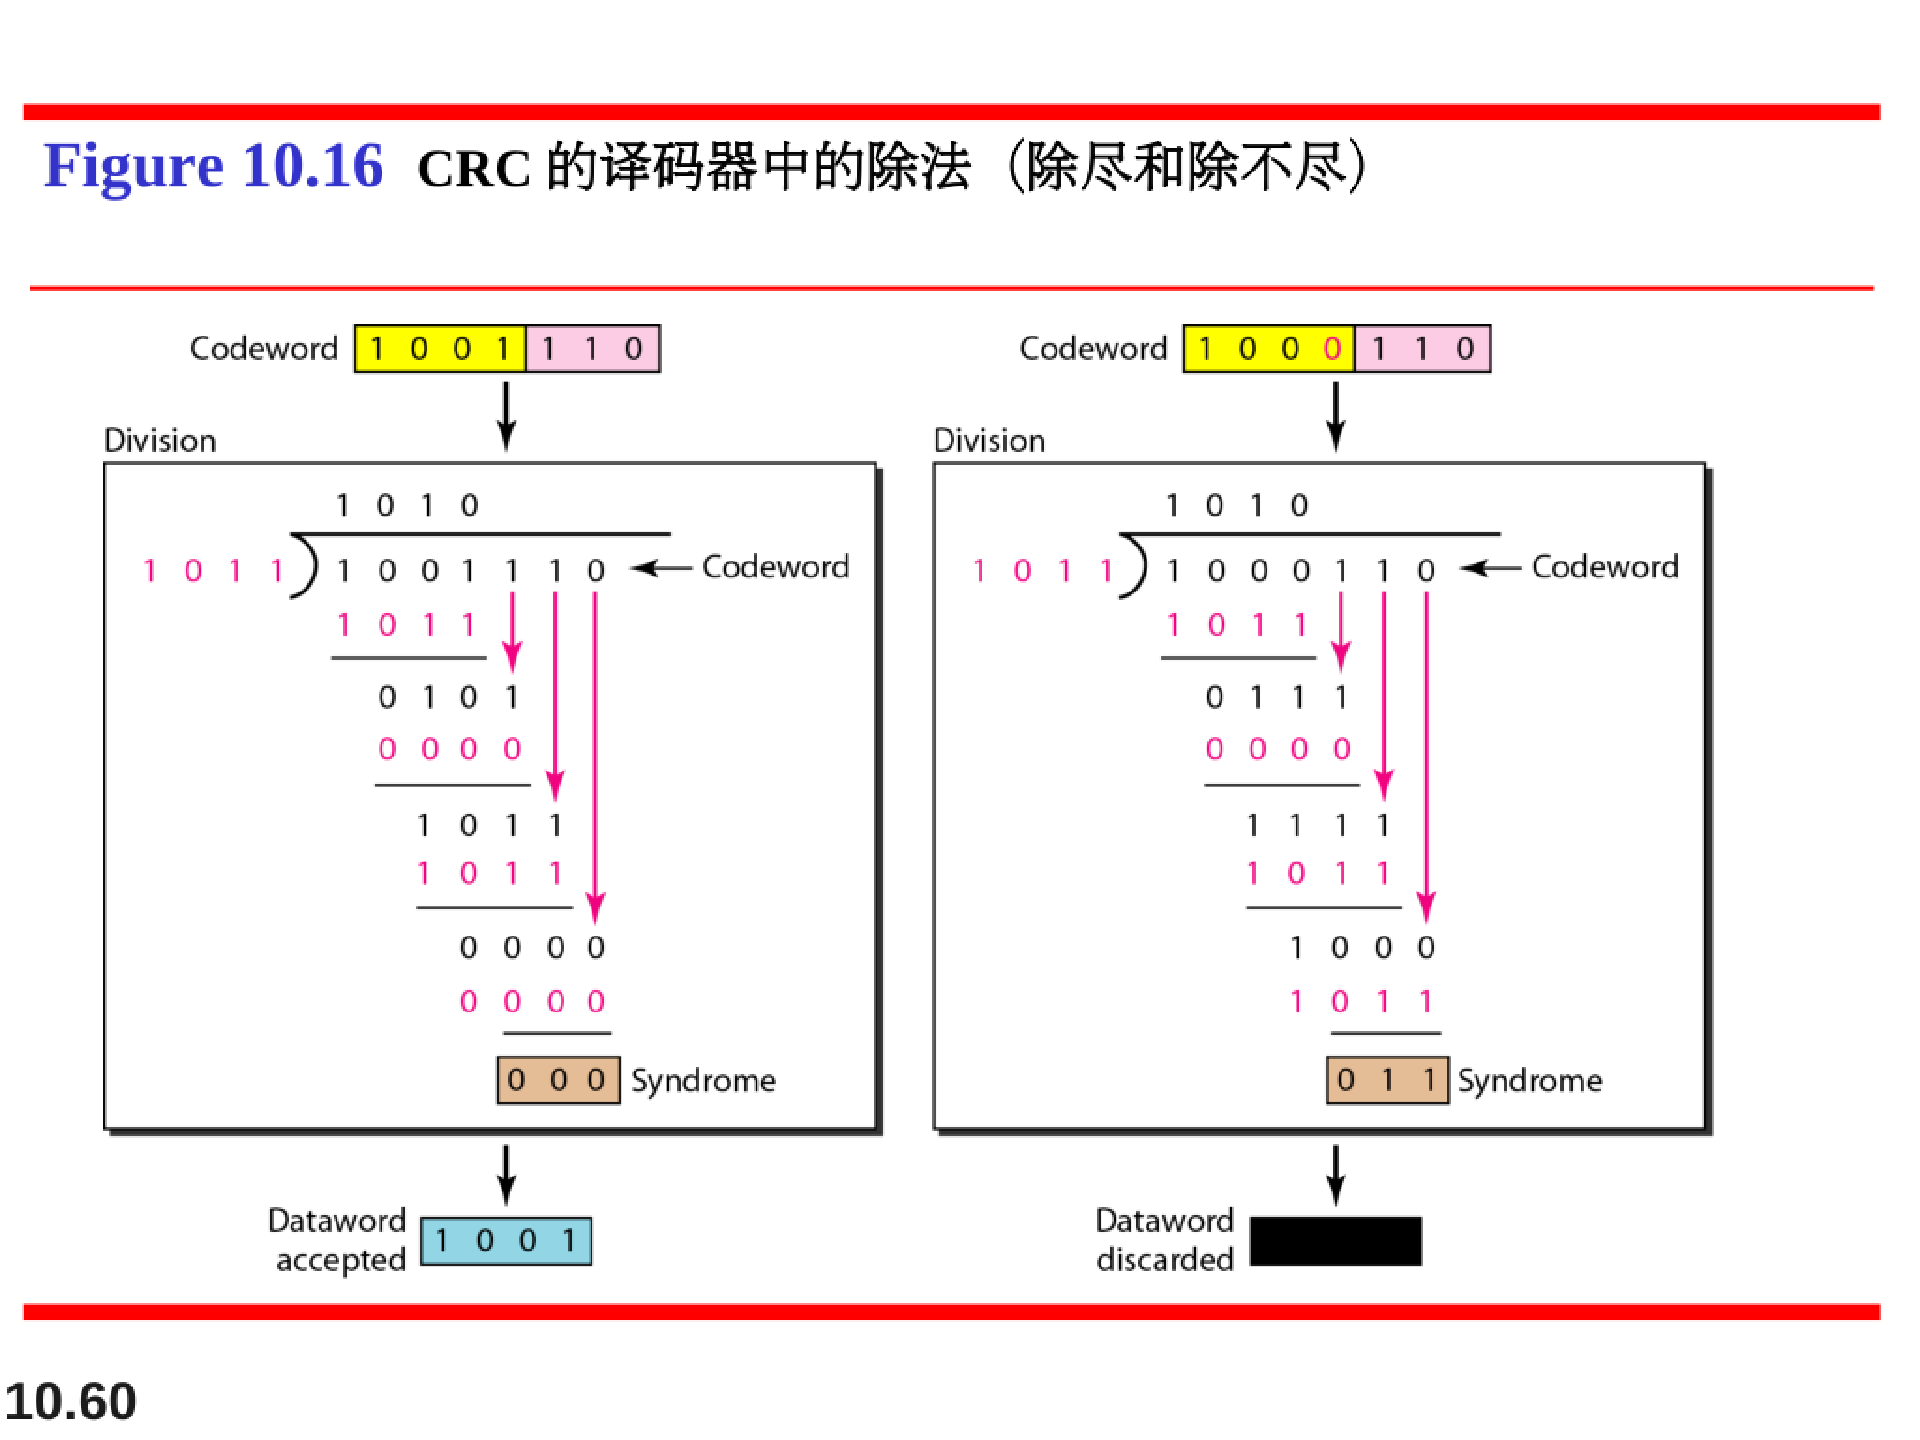 Figure 10.16 CRC 的译码器中的除法（除尽和除不尽）
Codeword 1 0 0 1 1 1 0
Division
1 0 1 0
1 0 1 1 1 0 0 1 1 1 0 Codeword
1 0 1 1
0 1 0 1
0 0 0 0
1 0 1 1
1 0 1 1
0 0 0 0
0 0 0 0
0 0 0 Syndrome
Dataword
accepted
1 0 0 1
Codeword 1 0 0 0 1 1 0
Division
1 0 1 0
1 0 1 1 1 0 0 0 1 1 0 Codeword
1 0 1 1
0 1 1 1
0 0 0 0
1 1 1 1
1 0 1 1
1 0 0 0
1 0 1 1
0 1 1 Syndrome
Dataword
discarded
10.60